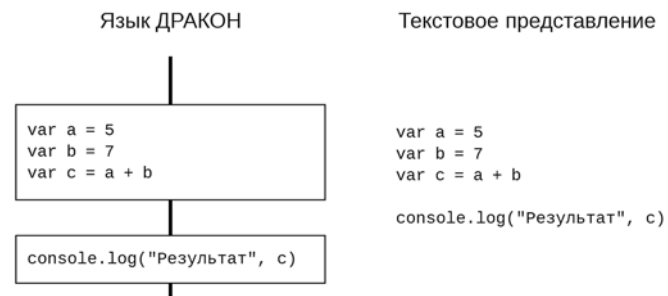 Язык ДРАКОН
Текстовое представление
var a = 5
var b = 7
var c = a + b
console.log("Результат", c)
var a = 5
var b = 7
var c = a + b
console.log("Результат", c)